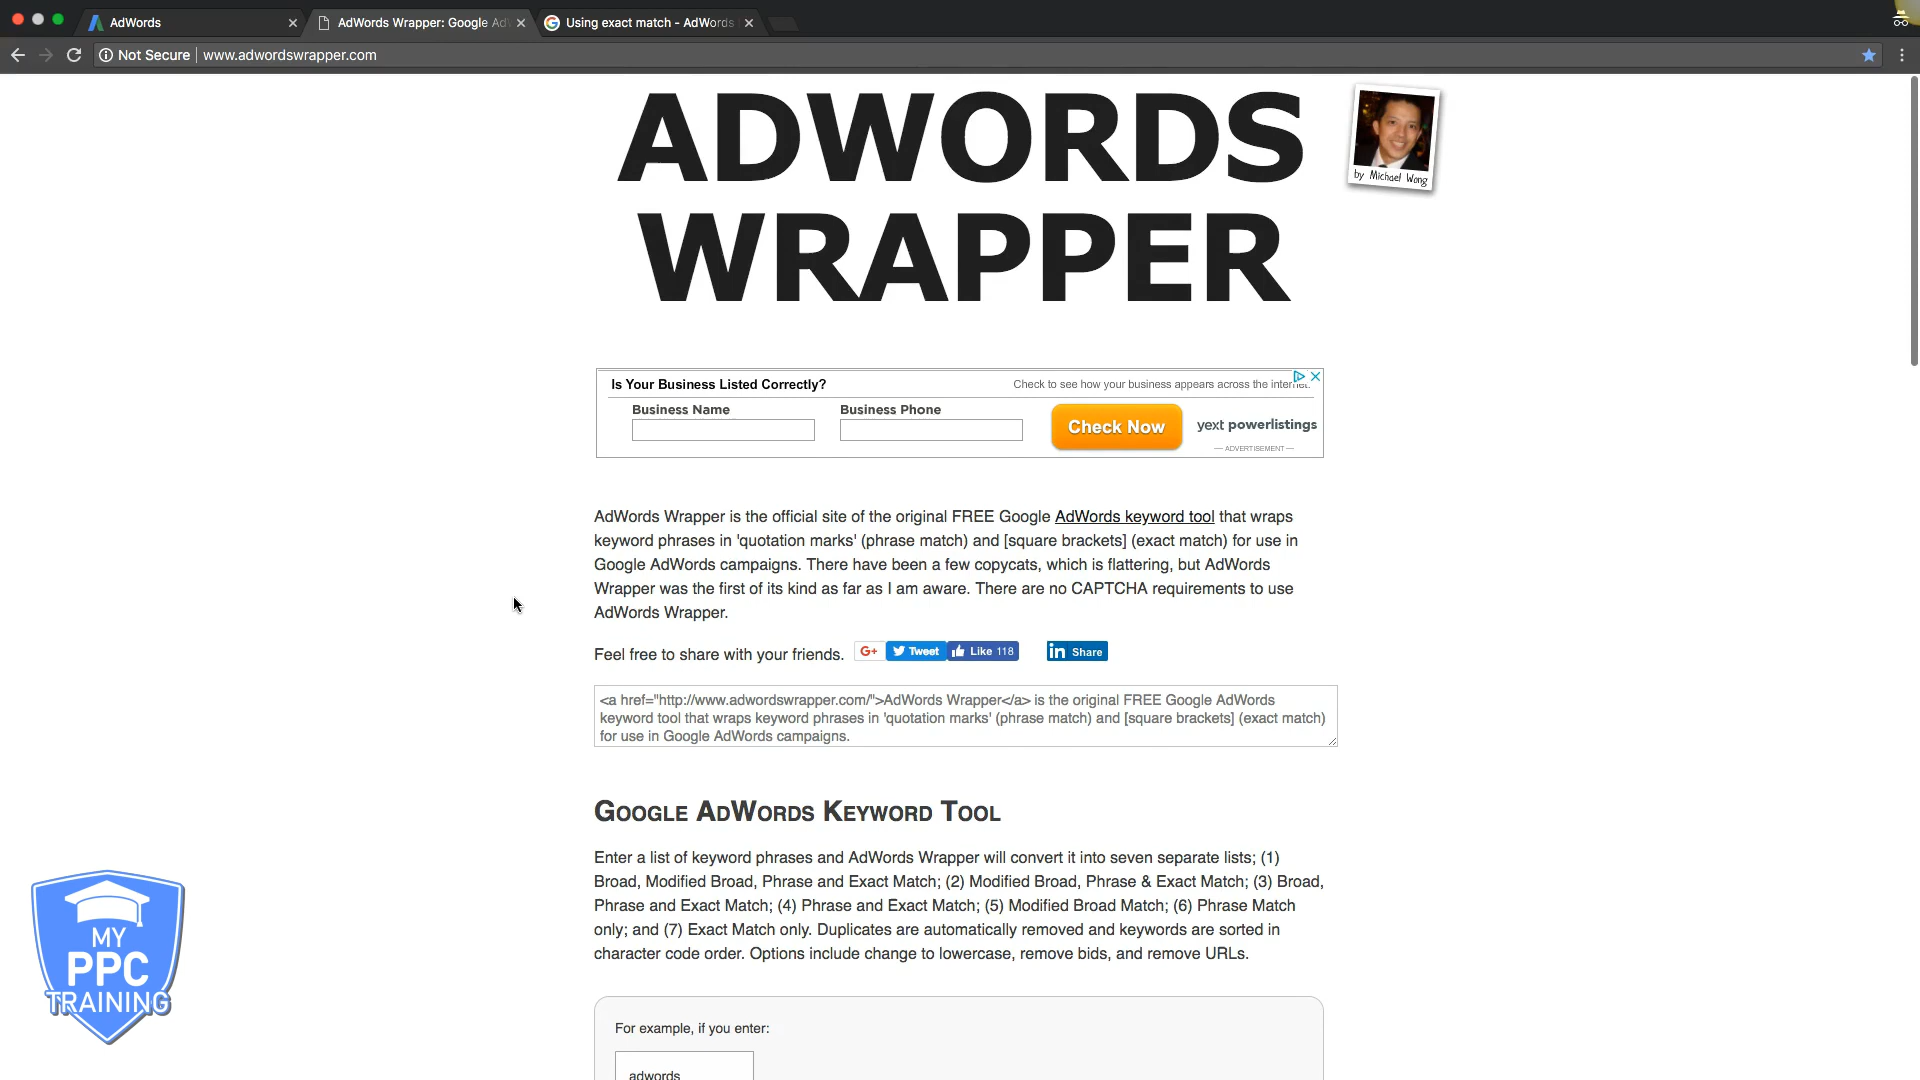 AdWords
AdWords Wrapper: Google Ad
Using exact match - AdWords
Not Secure
www.adwordswrapper.com
ADWORDS
WRAPPER
by Michael Wong
Is Your Business Listed Correctly?
Check to see how your business appears across the internet.
Business Name
Business Phone
Check Now
yext powerlistings
— ADVERTISEMENT —
AdWords Wrapper is the official site of the original FREE Google AdWords keyword tool that wraps
keyword phrases in 'quotation marks' (phrase match) and [square brackets] (exact match) for use in
Google AdWords campaigns. There have been a few copycats, which is flattering, but AdWords
Wrapper was the first of its kind as far as I am aware. There are no CAPTCHA requirements to use
AdWords Wrapper.
Feel free to share with your friends.
G+
Tweet
Like 118
in Share
<a href="http://www.adwordswrapper.com/">AdWords Wrapper</a> is the original FREE Google AdWords
keyword tool that wraps keyword phrases in 'quotation marks' (phrase match) and [square brackets] (exact match)
for use in Google AdWords campaigns.
GOOGLE ADWORDS KEYWORD TOOL
Enter a list of keyword phrases and AdWords Wrapper will convert it into seven separate lists; (1)
Broad, Modified Broad, Phrase and Exact Match; (2) Modified Broad, Phrase & Exact Match; (3) Broad,
Phrase and Exact Match; (4) Phrase and Exact Match; (5) Modified Broad Match; (6) Phrase Match
only; and (7) Exact Match only. Duplicates are automatically removed and keywords are sorted in
character code order. Options include change to lowercase, remove bids, and remove URLs.
For example, if you enter:
adwords
MY
PPC
TRAINING